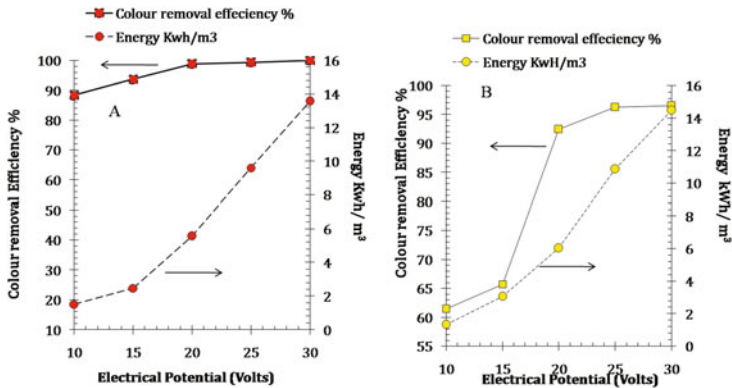 Colour removal effeciency %
Energy Kwh/m3
A
Colour removal Efficiency %
100
90
80
70
60
50
40
30
20
10
16
14
12
10
8
6
4
2
0
Energy Kwh/ m³
10 15 20 25 30
Electrical Potential (Volts)
Colour removal effeciency %
Energy KwH/m3
B
Colour removal Efficiency %
100
95
90
85
80
75
70
65
60
55
16
14
12
10
8
6
4
2
0
Energy kWh/ m³
10 15 20 25 30
Electrical Potential (Volts)